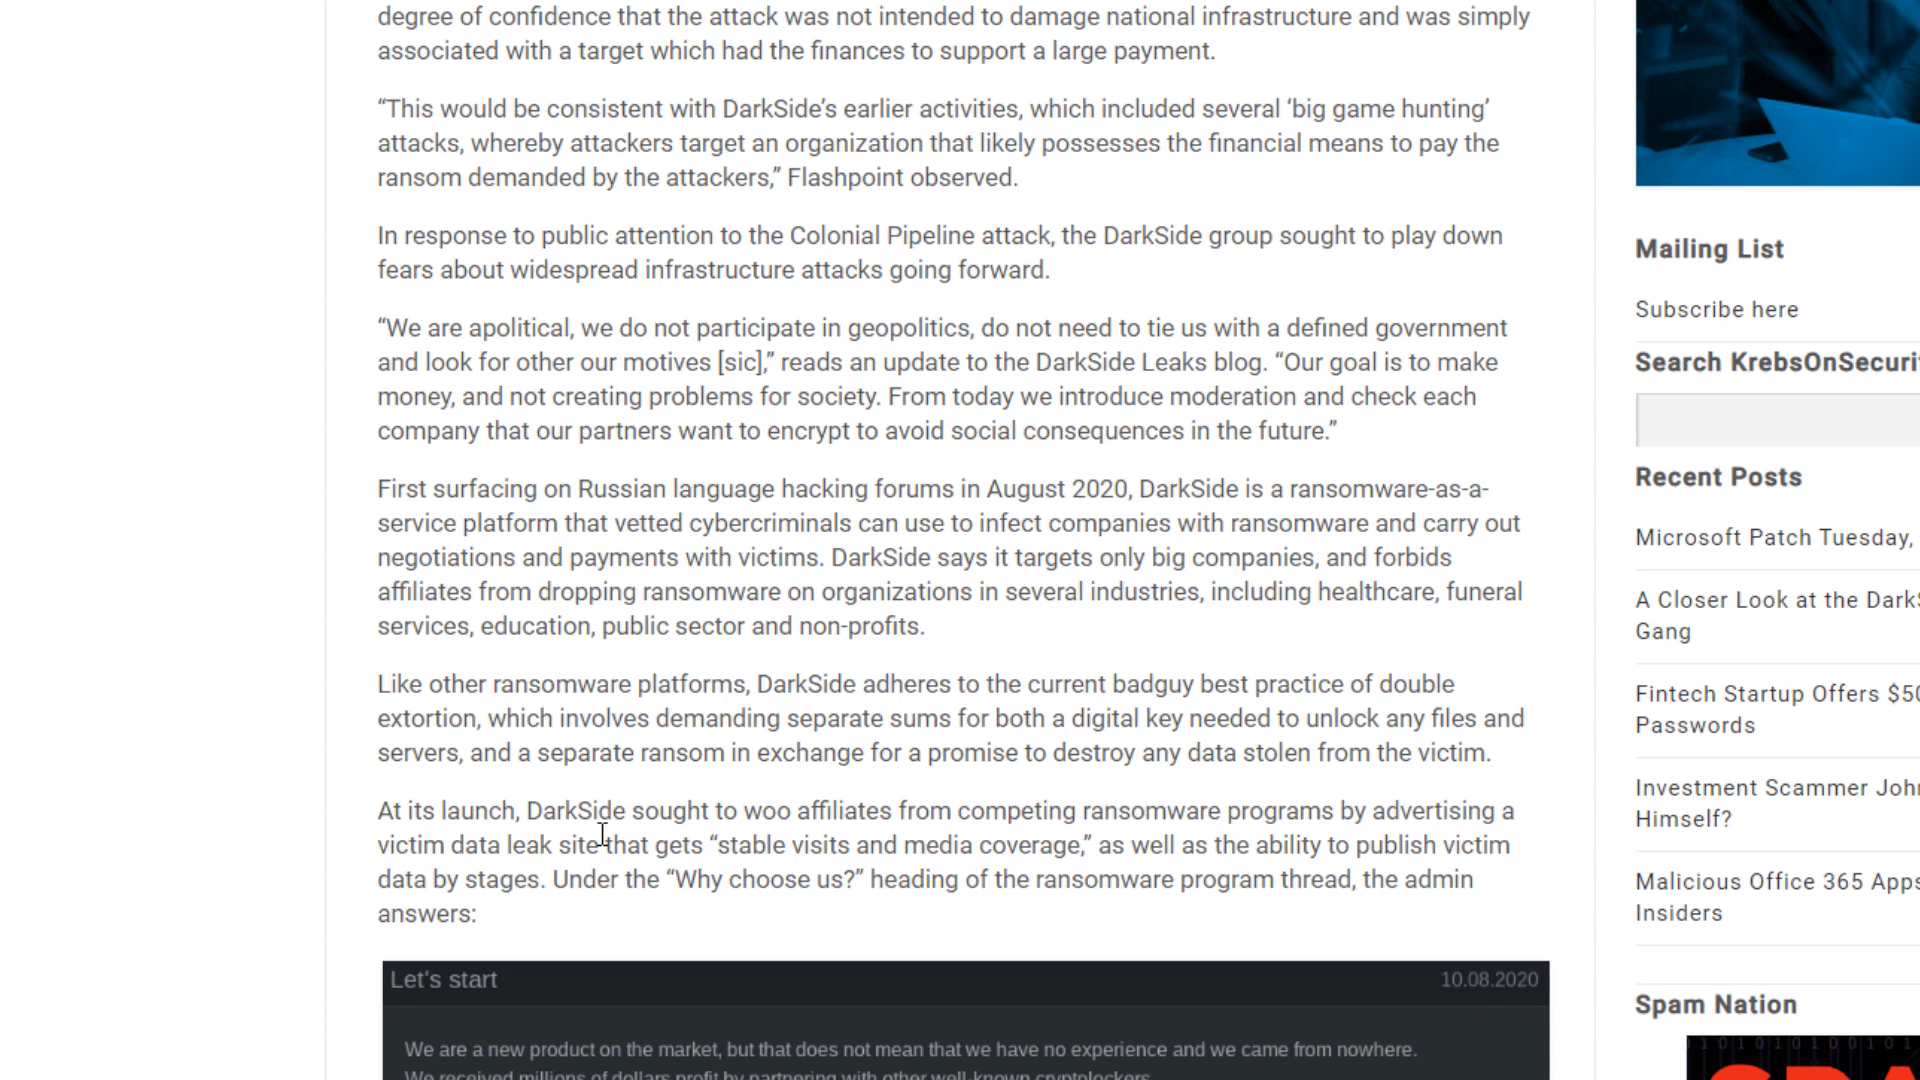 degree of confidence that the attack was not intended to damage national infrastructure and was simply
associated with a target which had the finances to support a large payment.
“This would be consistent with DarkSide’s earlier activities, which included several ‘big game hunting’
attacks, whereby attackers target an organization that likely possesses the financial means to pay the
ransom demanded by the attackers,” Flashpoint observed.
In response to public attention to the Colonial Pipeline attack, the DarkSide group sought to play down
fears about widespread infrastructure attacks going forward.
“We are apolitical, we do not participate in geopolitics, do not need to tie us with a defined government
and look for other our motives [sic],” reads an update to the DarkSide Leaks blog. “Our goal is to make
money, and not creating problems for society. From today we introduce moderation and check each
company that our partners want to encrypt to avoid social consequences in the future.”
First surfacing on Russian language hacking forums in August 2020, DarkSide is a ransomware-as-a-
service platform that vetted cybercriminals can use to infect companies with ransomware and carry out
negotiations and payments with victims. DarkSide says it targets only big companies, and forbids
affiliates from dropping ransomware on organizations in several industries, including healthcare, funeral
services, education, public sector and non-profits.
Like other ransomware platforms, DarkSide adheres to the current badguy best practice of double
extortion, which involves demanding separate sums for both a digital key needed to unlock any files and
servers, and a separate ransom in exchange for a promise to destroy any data stolen from the victim.
At its launch, DarkSide sought to woo affiliates from competing ransomware programs by advertising a
victim data leak site that gets “stable visits and media coverage,” as well as the ability to publish victim
data by stages. Under the “Why choose us?” heading of the ransomware program thread, the admin
answers:
Let's start 10.08.2020
We are a new product on the market, but that does not mean that we have no experience and we came from nowhere.
We received millions of dollars profit by partnering with other well-known cryptolockers.
Mailing List
Subscribe here
Search KrebsOnSecurit
Recent Posts
Microsoft Patch Tuesday,
A Closer Look at the DarkS
Gang
Fintech Startup Offers $50
Passwords
Investment Scammer John
Himself?
Malicious Office 365 Apps
Insiders
Spam Nation